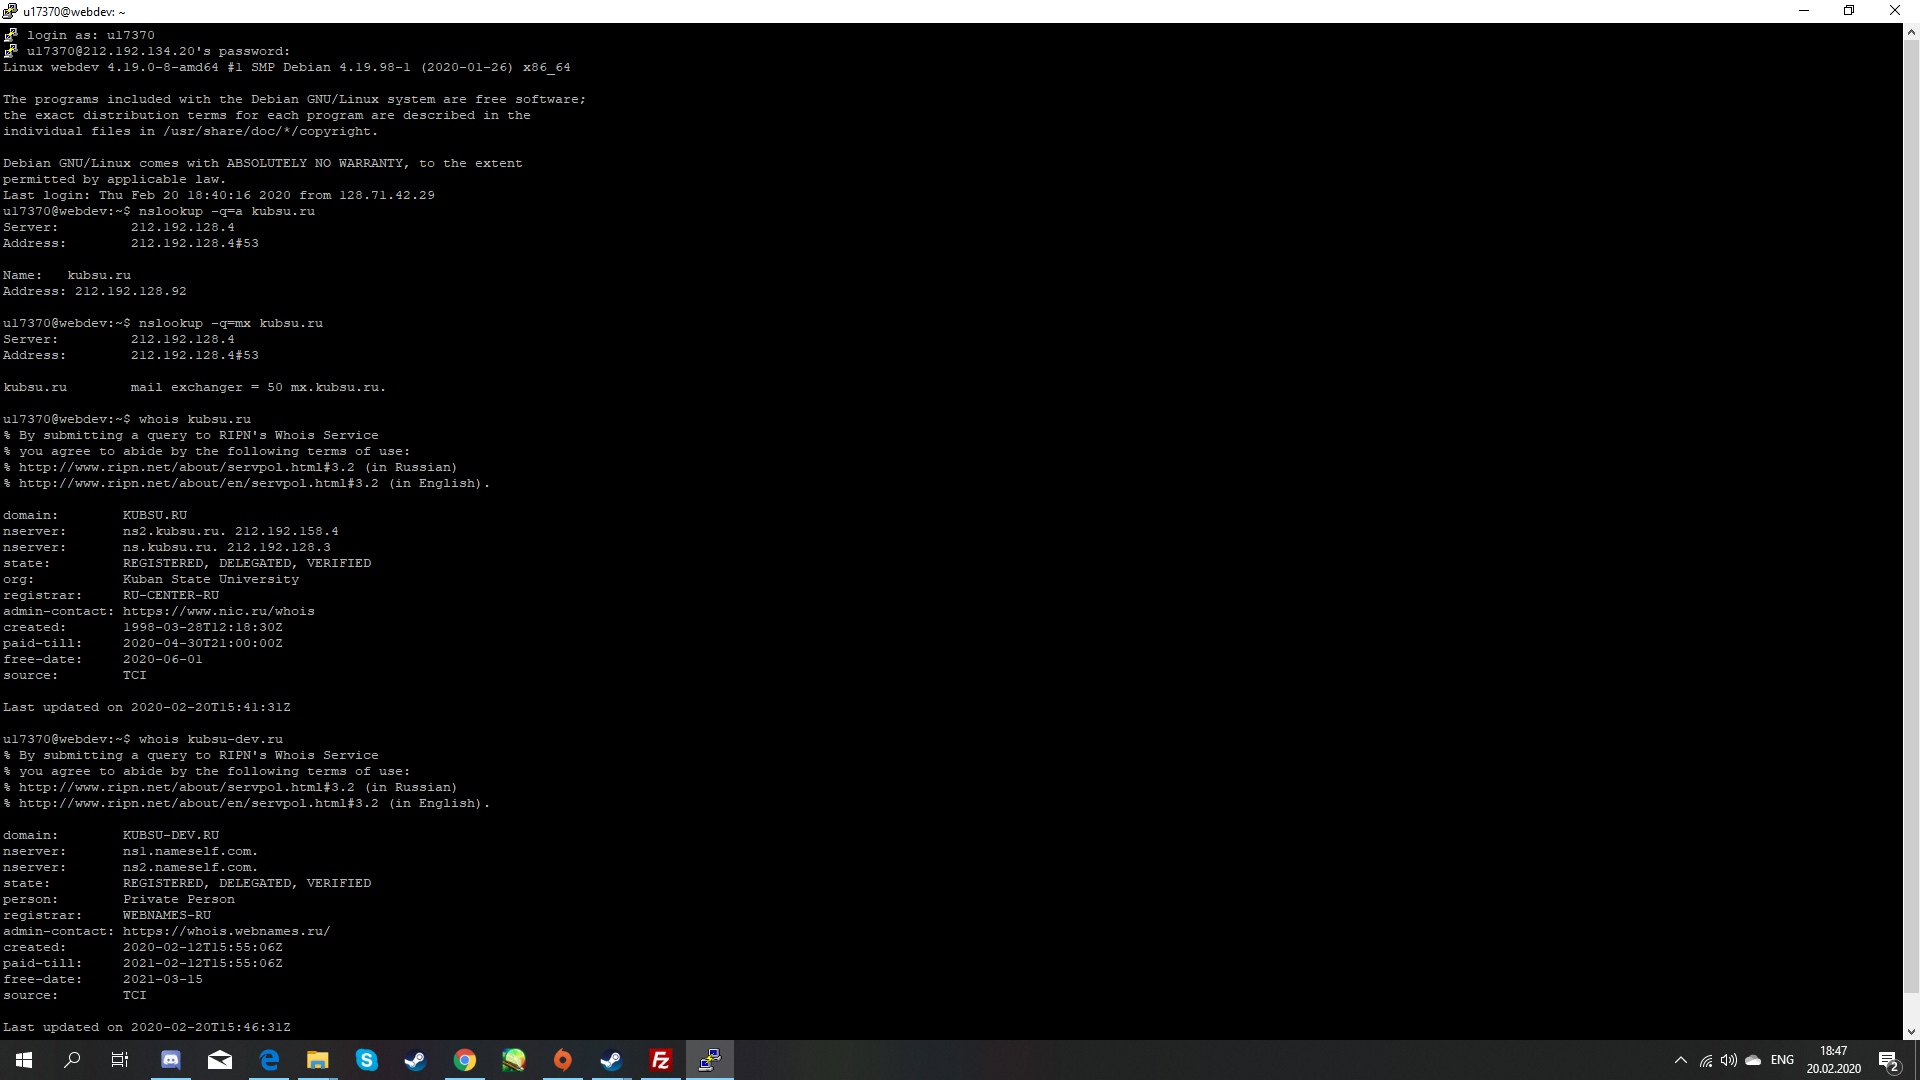 u17370@webdev: ~
login as: u17370
u17370@212.192.134.20's password:
Linux webdev 4.19.0-8-amd64 #1 SMP Debian 4.19.98-1 (2020-01-26) x86_64
The programs included with the Debian GNU/Linux system are free software;
the exact distribution terms for each program are described in the
individual files in /usr/share/doc/*/copyright.
Debian GNU/Linux comes with ABSOLUTELY NO WARRANTY, to the extent
permitted by applicable law.
Last login: Thu Feb 20 18:40:16 2020 from 128.71.42.29
u17370@webdev:~$ nslookup -q=a kubsu.ru
Server: 212.192.128.4
Address: 212.192.128.4#53
Name: kubsu.ru
Address: 212.192.128.92
u17370@webdev:~$ nslookup -q=mx kubsu.ru
Server: 212.192.128.4
Address: 212.192.128.4#53
kubsu.ru mail exchanger = 50 mx.kubsu.ru.
u17370@webdev:~$ whois kubsu.ru
% By submitting a query to RIPN's Whois Service
% you agree to abide by the following terms of use:
% http://www.ripn.net/about/servpol.html#3.2 (in Russian)
% http://www.ripn.net/about/en/servpol.html#3.2 (in English).
domain: KUBSU.RU
nserver: ns2.kubsu.ru. 212.192.158.4
nserver: ns.kubsu.ru. 212.192.128.3
state: REGISTERED, DELEGATED, VERIFIED
org: Kuban State University
registrar: RU-CENTER-RU
admin-contact: https://www.nic.ru/whois
created: 1998-03-28T12:18:30Z
paid-till: 2020-04-30T21:00:00Z
free-date: 2020-06-01
source: TCI
Last updated on 2020-02-20T15:41:31Z
u17370@webdev:~$ whois kubsu-dev.ru
% By submitting a query to RIPN's Whois Service
% you agree to abide by the following terms of use:
% http://www.ripn.net/about/servpol.html#3.2 (in Russian)
% http://www.ripn.net/about/en/servpol.html#3.2 (in English).
domain: KUBSU-DEV.RU
nserver: ns1.nameself.com.
nserver: ns2.nameself.com.
state: REGISTERED, DELEGATED, VERIFIED
person: Private Person
registrar: WEBNAMES-RU
admin-contact: https://whois.webnames.ru/
created: 2020-02-12T15:55:06Z
paid-till: 2021-02-12T15:55:06Z
free-date: 2021-03-15
source: TCI
Last updated on 2020-02-20T15:46:31Z
ENG
18:47
20.02.2020
2